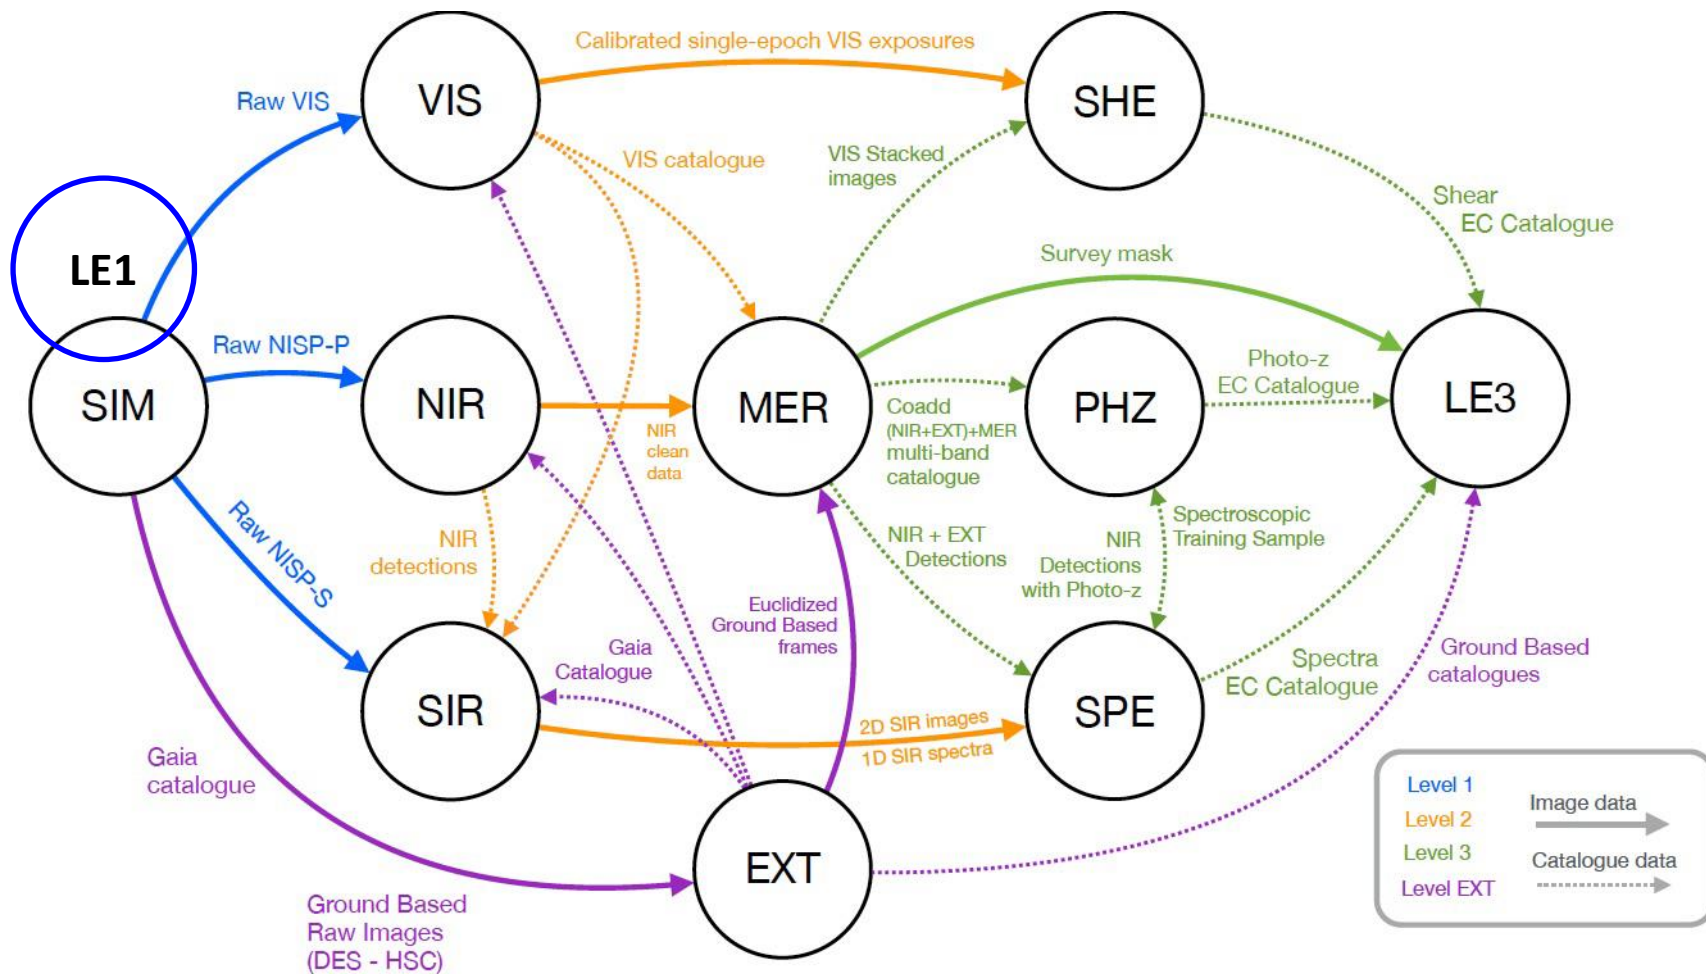 Calibrated single-epoch VIS exposures
Raw VIS
VIS
SHE
VIS catalogue
VIS Stacked
images
Shear
EC Catalogue
LE1
Survey mask
Raw NISP-P
SIM
NIR
MER
PHZ
LE3
Photo-z
EC Catalogue
NIR
clean
data
Coadd
(NIR+EXT)+MER
multi-band
catalogue
Raw NISP-S
NIR
detections
NIR + EXT
Detections
NIR
Detections
with Photo-z
Spectroscopic
Training Sample
Euclidized
Ground Based
frames
Gaia
Catalogue
SIR
SPE
Spectra
EC Catalogue
Ground Based
catalogues
2D SIR images
1D SIR spectra
Gaia
catalogue
EXT
Ground Based
Raw Images
(DES - HSC)
Level 1
Level 2
Level 3
Level EXT
Image data
Catalogue data